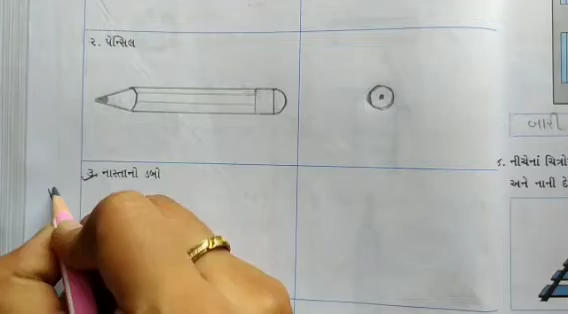 ૨. પેન્સિલ
૩. નાસ્તાનો ડબો
બારી
૬. નીચેનાં ચિત્રો
અને નાની